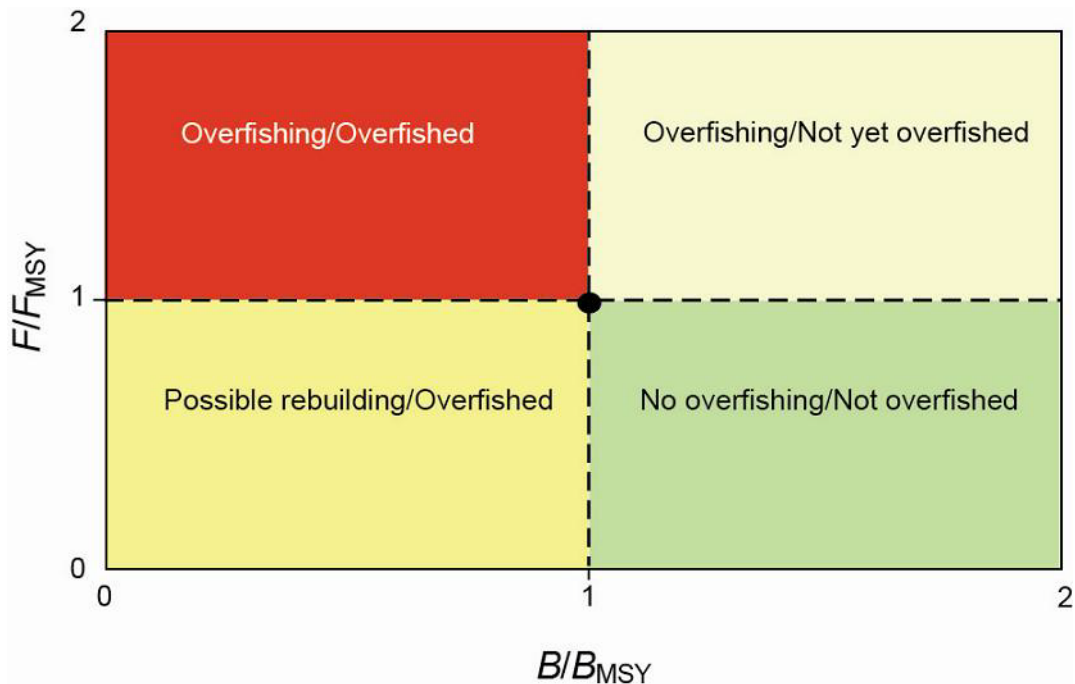 2
Overfishing/Overfished
Overfishing/Not yet overfished
F/FMSY
1
Possible rebuilding/Overfished
No overfishing/Not overfished
0
0
1
2
B/BMSY